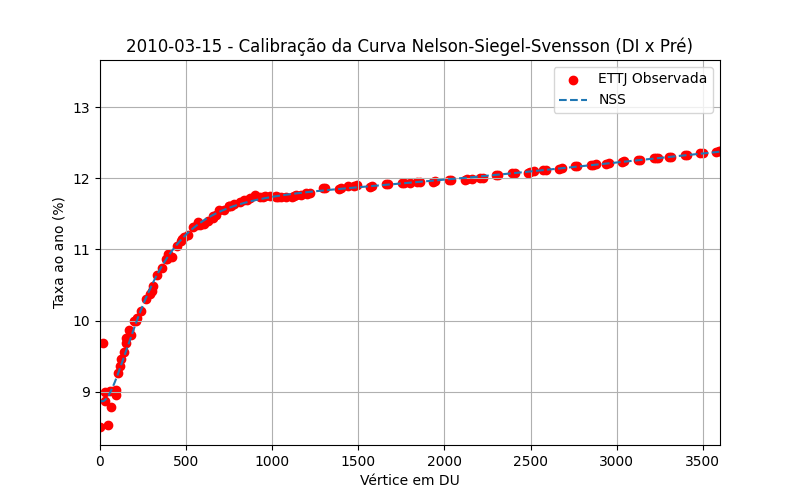 2010-03-15 - Calibração da Curva Nelson-Siegel-Svensson (DI x Pré)
ETTJ Observada
NSS
Taxa ao ano (%)
13
12
11
10
9
0 500 1000 1500 2000 2500 3000 3500
Vértice em DU